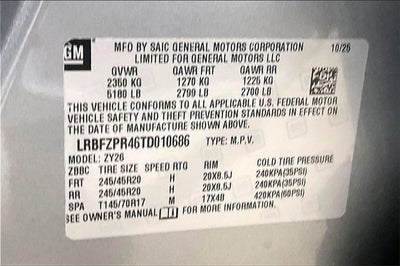 GM
MFD BY SAIC GENERAL MOTORS CORPORATION 10/25
LIMITED FOR GENERAL MOTORS LLC
GVWR GAWR FRT GAWR RR
2350 KG 1270 KG 1225 KG
5180 LB 2799 LB 2700 LB
THIS VEHICLE CONFORMS TO ALL APPLICABLE U.S. FEDERAL MOTOR
VEHICLE SAFETY AND THEFT PREVENTION STANDARDS IN EFFECT ON
THE DATE OF MANUFACTURE SHOWN ABOVE.
LRBFZPR46TD010686 TYPE: M.P.V.
MODEL: ZY26
ZBBC TIRE SIZE SPEED RTG RIM COLD TIRE PRESSURE
FRT 245/45R20 H 20X8.5J 240KPA(35PSI)
RR 245/45R20 H 20X8.5J 240KPA(35PSI)
SPA T145/70R17 M 17X4B 420KPA(60PSI)
SEE OWNER'S MANUAL FOR MORE INFORMATION.